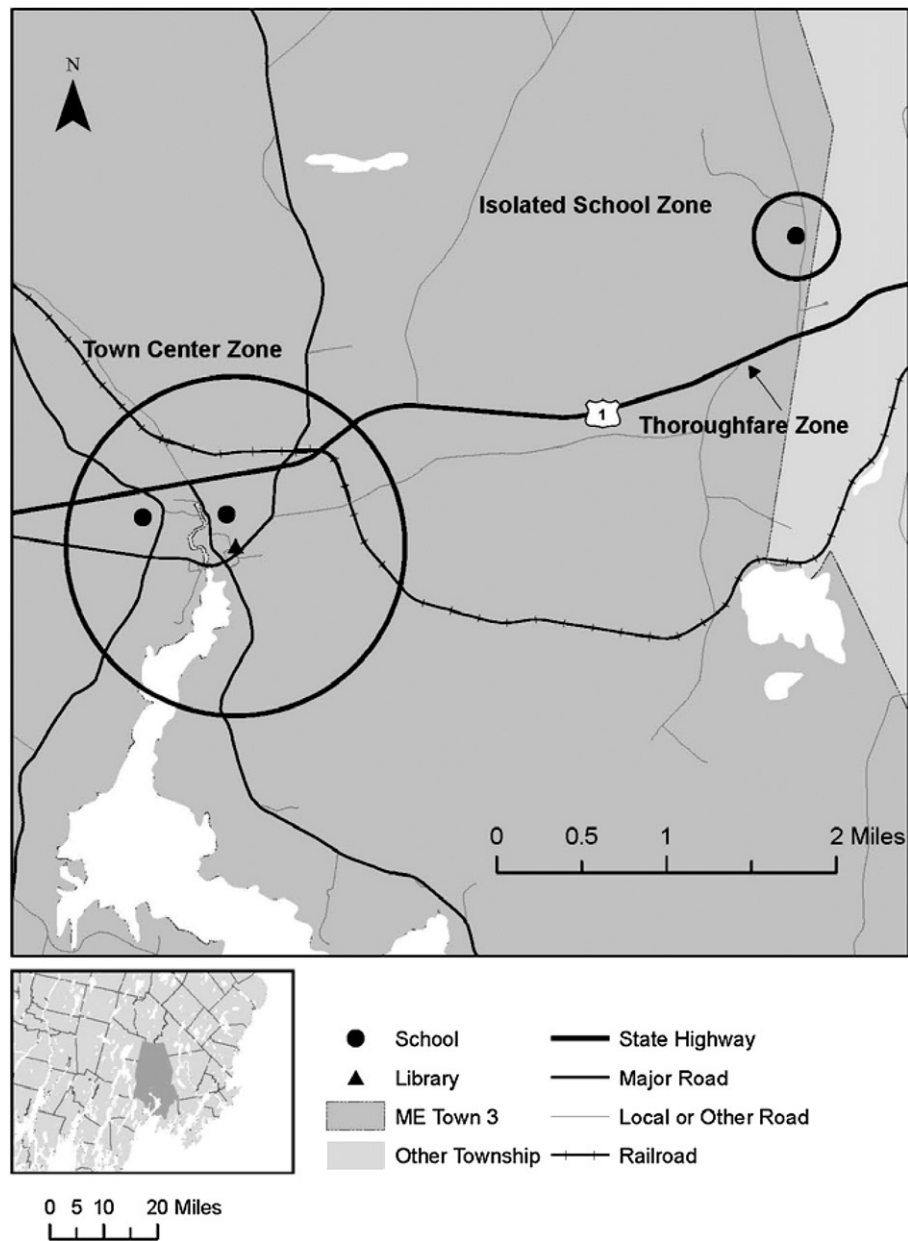 N
Isolated School Zone
Town Center Zone
1
Thoroughfare Zone
0 0.5 1 2 Miles
School
Library
ME Town 3
Other Township
State Highway
Major Road
Local or Other Road
Railroad
0 5 10 20 Miles